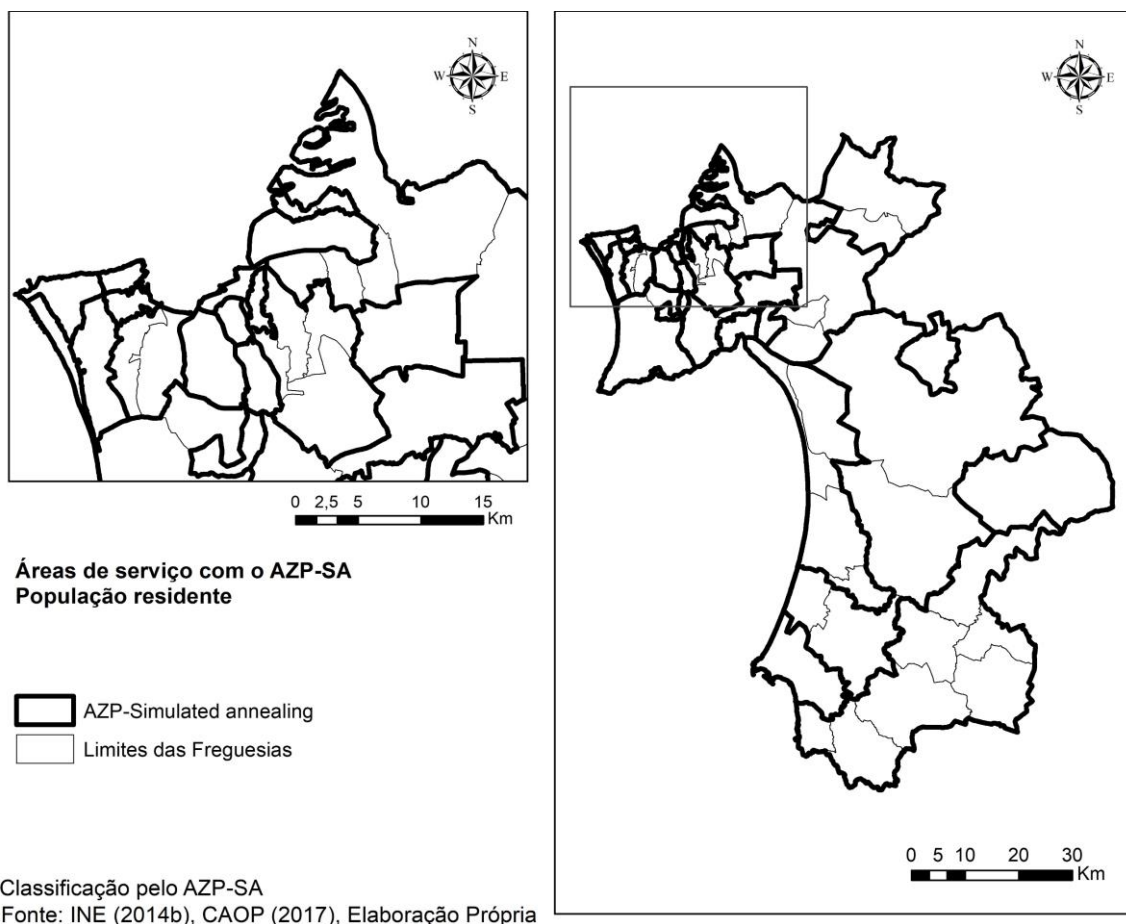 N
W E
S
0 2,5 5 10 15
Km
Áreas de serviço com o AZP-SA
População residente
AZP-Simulated annealing
Limites das Freguesias
Classificação pelo AZP-SA
Fonte: INE (2014b), CAOP (2017), Elaboração Própria
N
W E
S
0 5 10 20 30
Km